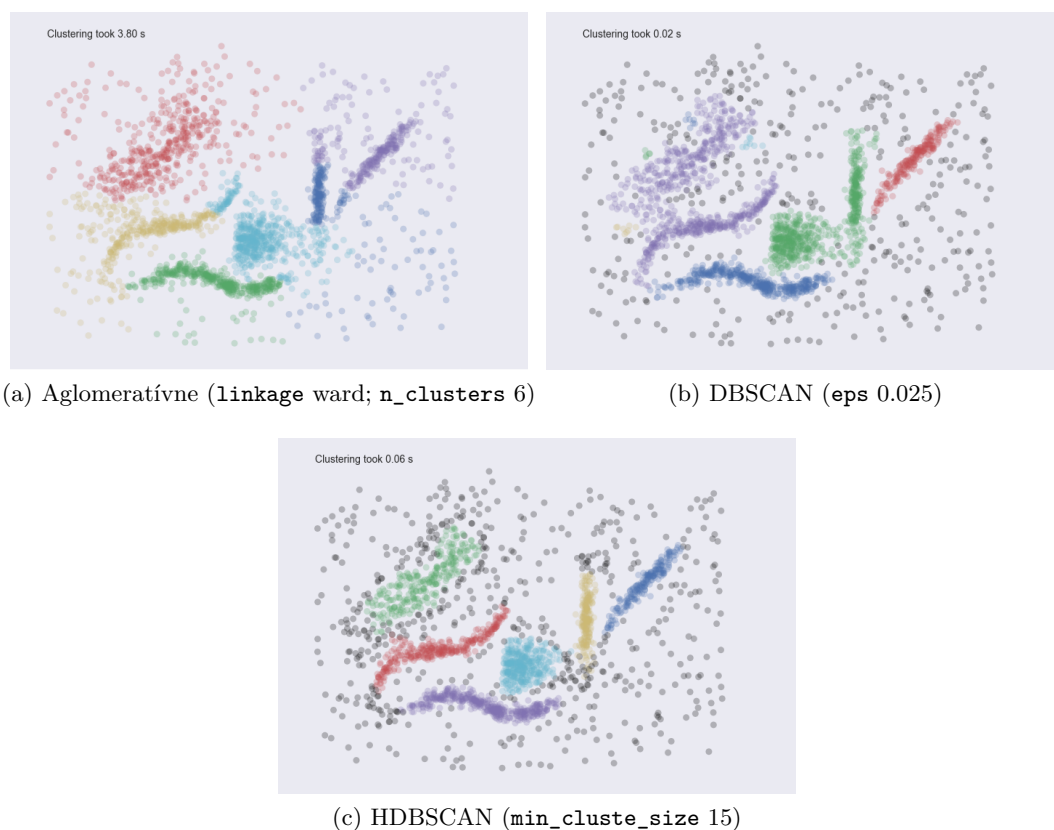 Clustering took 3.80 s
Clustering took 0.02 s
(a) Aglomeratívne (linkage ward; n_clusters 6)
(b) DBSCAN (eps 0.025)
Clustering took 0.06 s
(c) HDBSCAN (min_cluste_size 15)